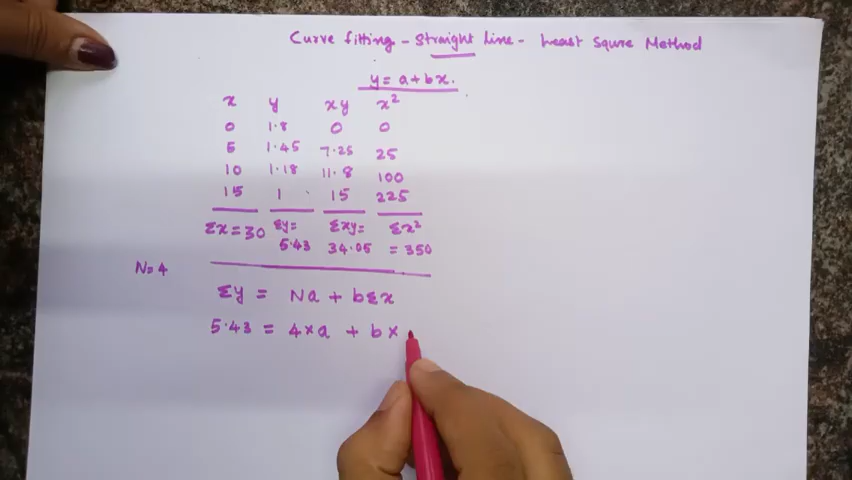 Curve fitting - Straight line - Least Squre Method
y = a + bx.
x y xy x²
0 1.8 0 0
5 1.45 7.25 25
10 1.18 11.8 100
15 1 15 225
Σx = 30 Σy = 5.43 Σxy = 34.05 Σx² = 350
N = 4
Σy = Na + bΣx
5.43 = 4×a + b×